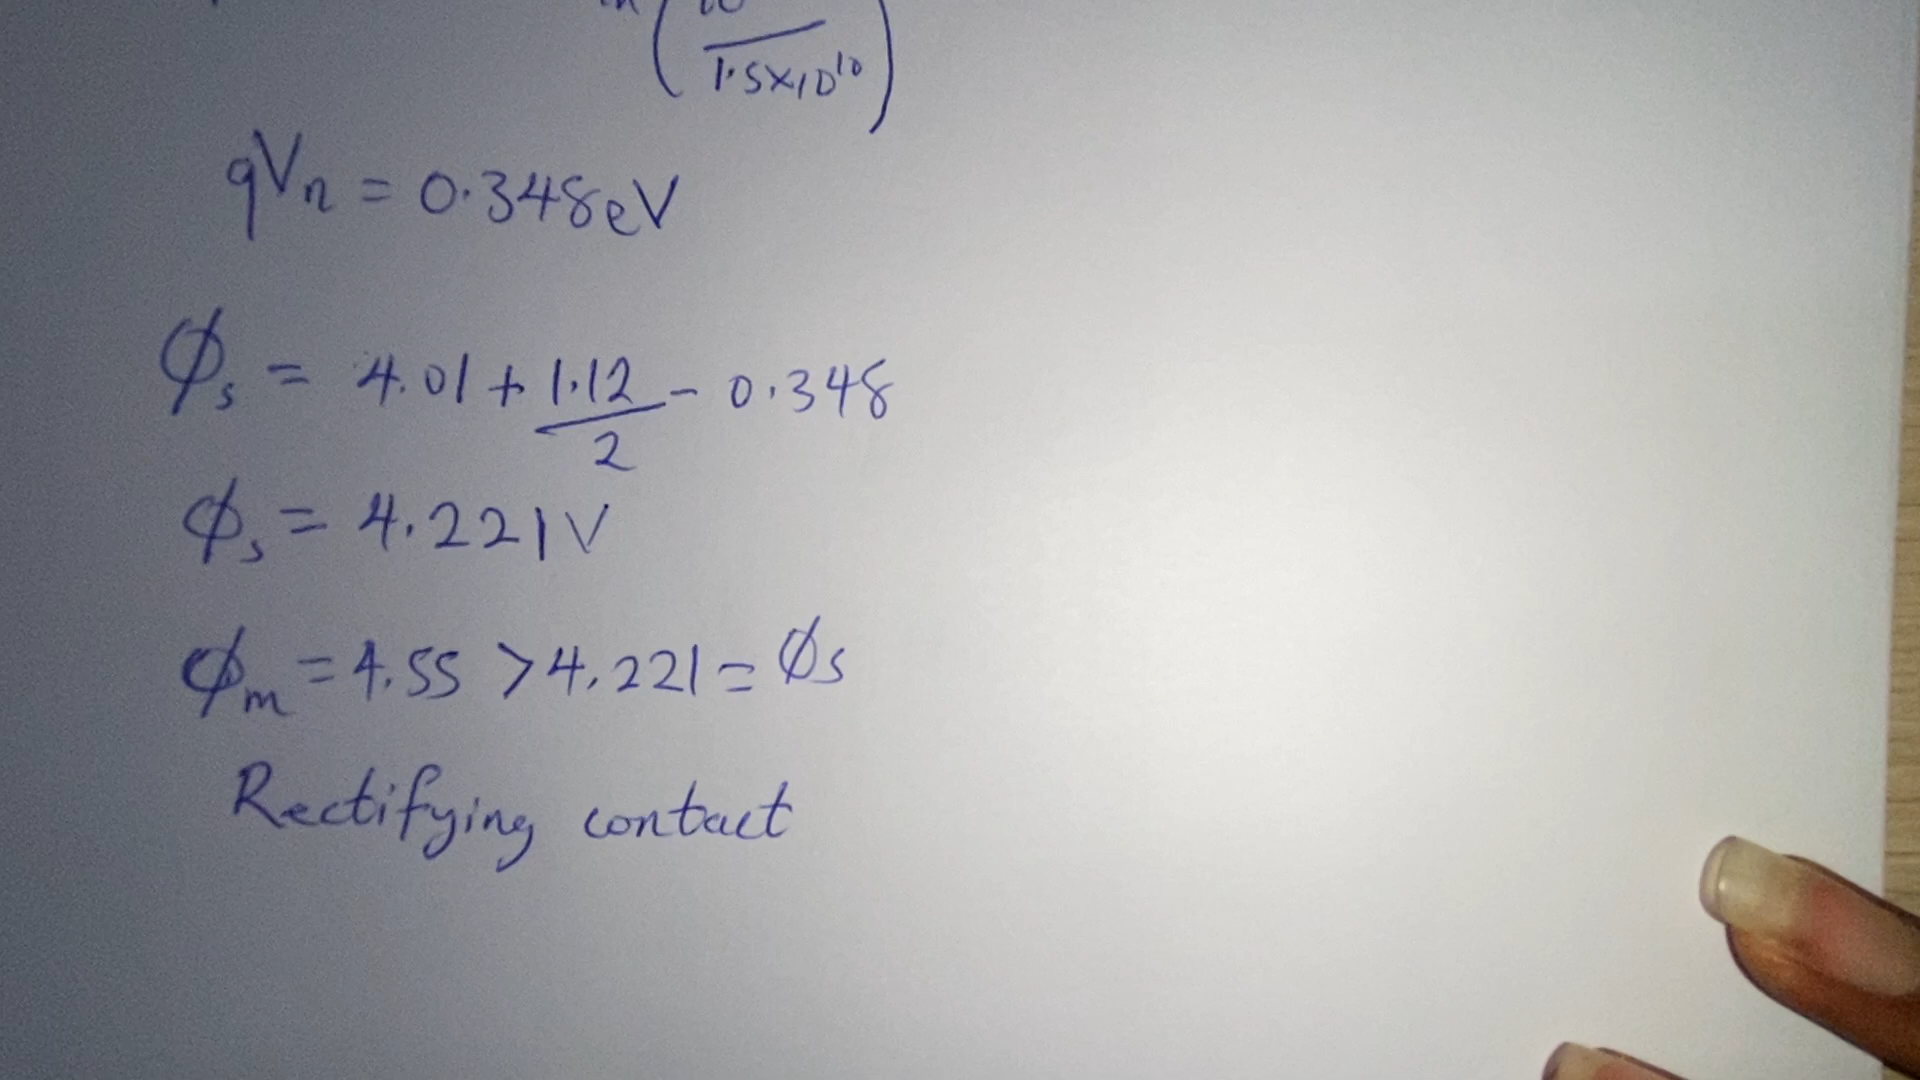 ( / 1.5×10¹⁰ )
qVn = 0.348eV
Φs = 4.01 + 1.12/2 - 0.348
Φs = 4.221V
Φm = 4.55 > 4.221 = Φs
Rectifying contact